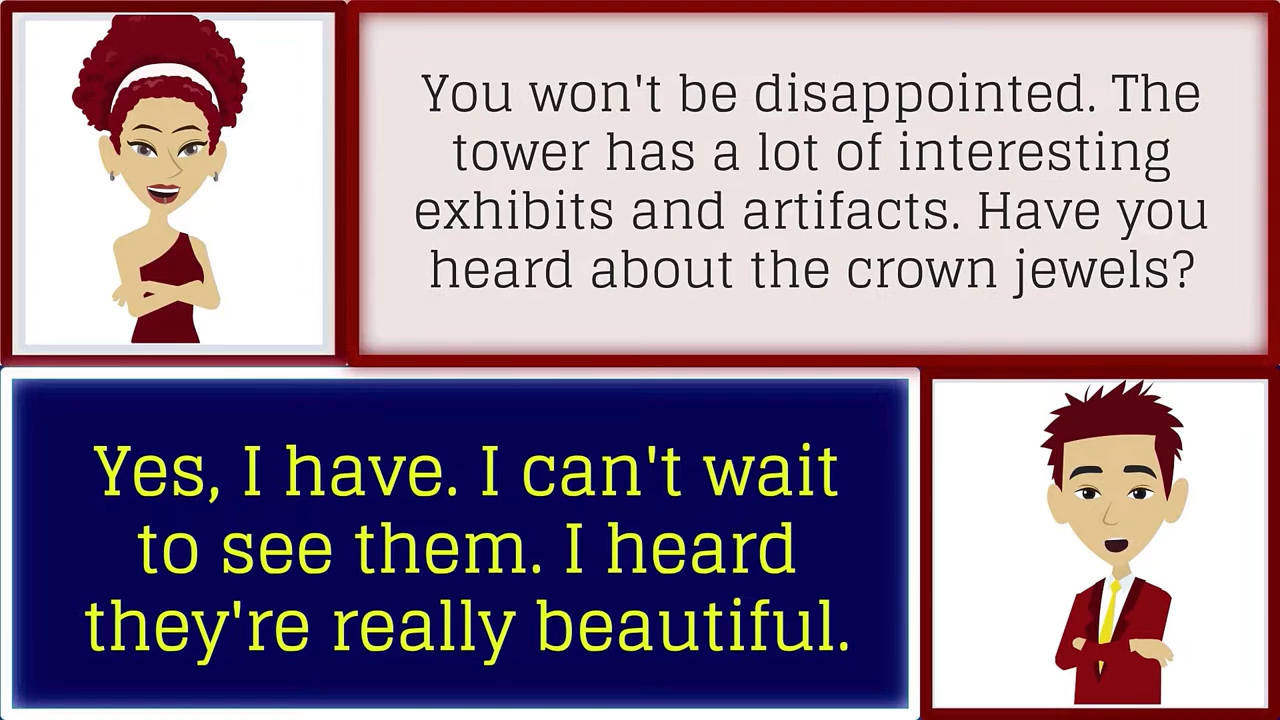 You won't be disappointed. The
tower has a lot of interesting
exhibits and artifacts. Have you
heard about the crown jewels?
Yes, I have. I can't wait
to see them. I heard
they're really beautiful.